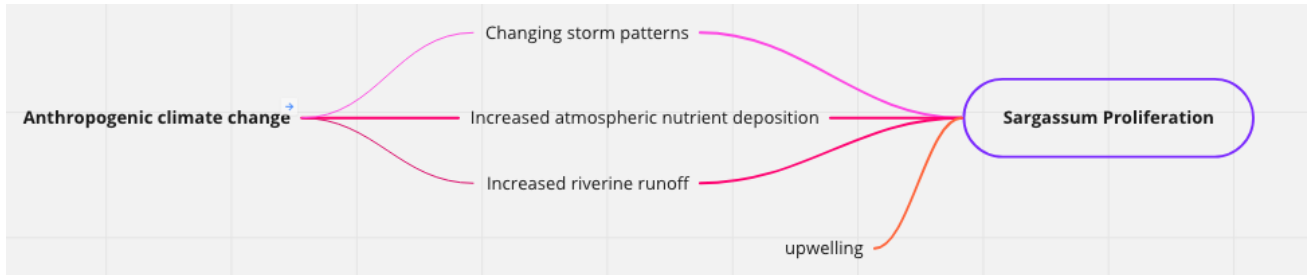 Changing storm patterns
Anthropogenic climate change
Increased atmospheric nutrient deposition
Sargassum Proliferation
Increased riverine runoff
upwelling